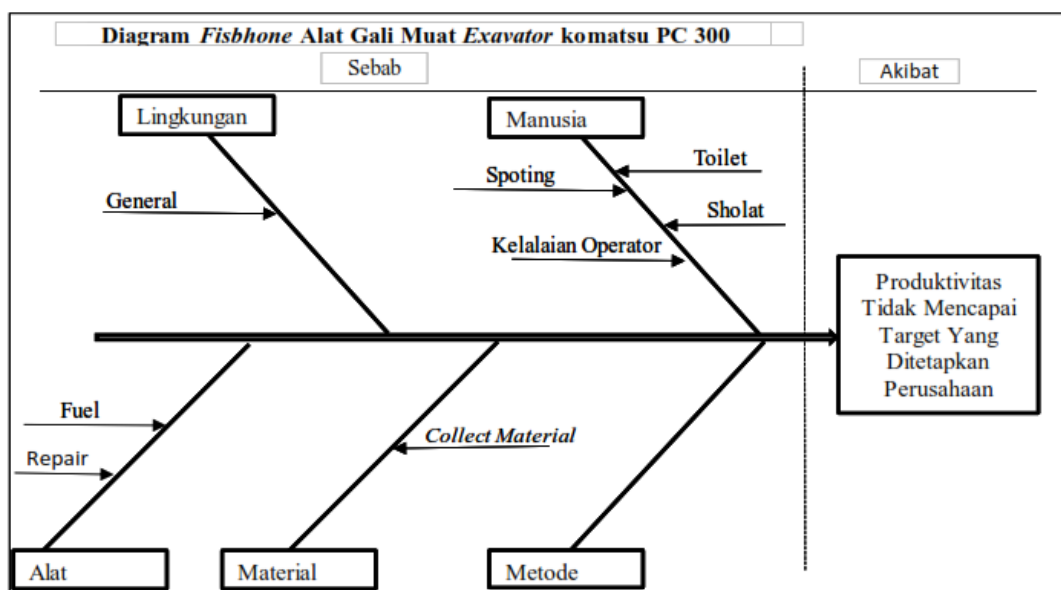 Diagram Fisbhone Alat Gali Muat Exavator komatsu PC 300
Sebab
Akibat
Lingkungan
Manusia
Toilet
Spoting
General
Sholat
Kelalaian Operator
Produktivitas
Tidak Mencapai
Target Yang
Ditetapkan
Perusahaan
Fuel
Collect Material
Repair
Alat
Material
Metode